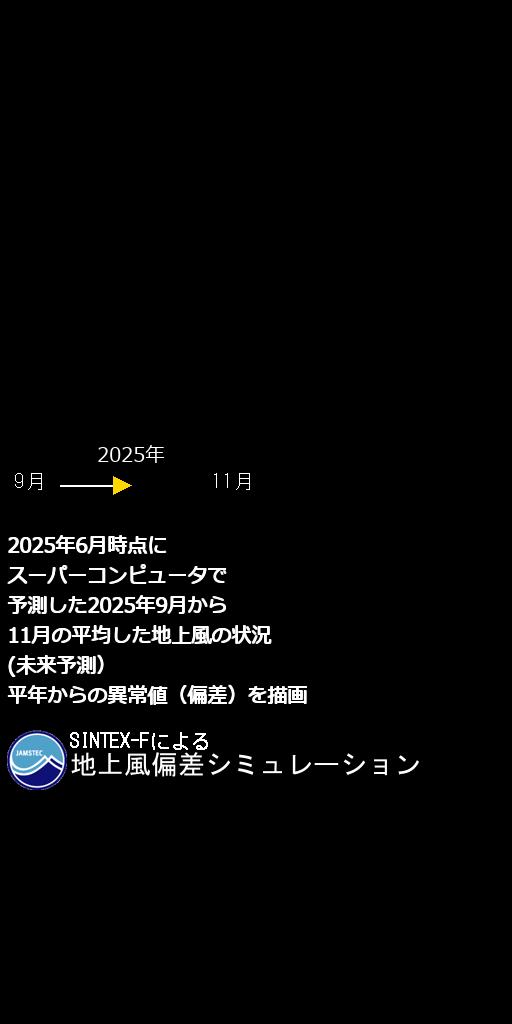 2025年
9月 11月
2025年6月時点に
スーパーコンピュータで
予測した2025年9月から
11月の平均した地上風の状況
(未来予測）
平年からの異常値（偏差）を描画
SINTEX-Fによる
JAMSTEC
地上風偏差シミュレーション